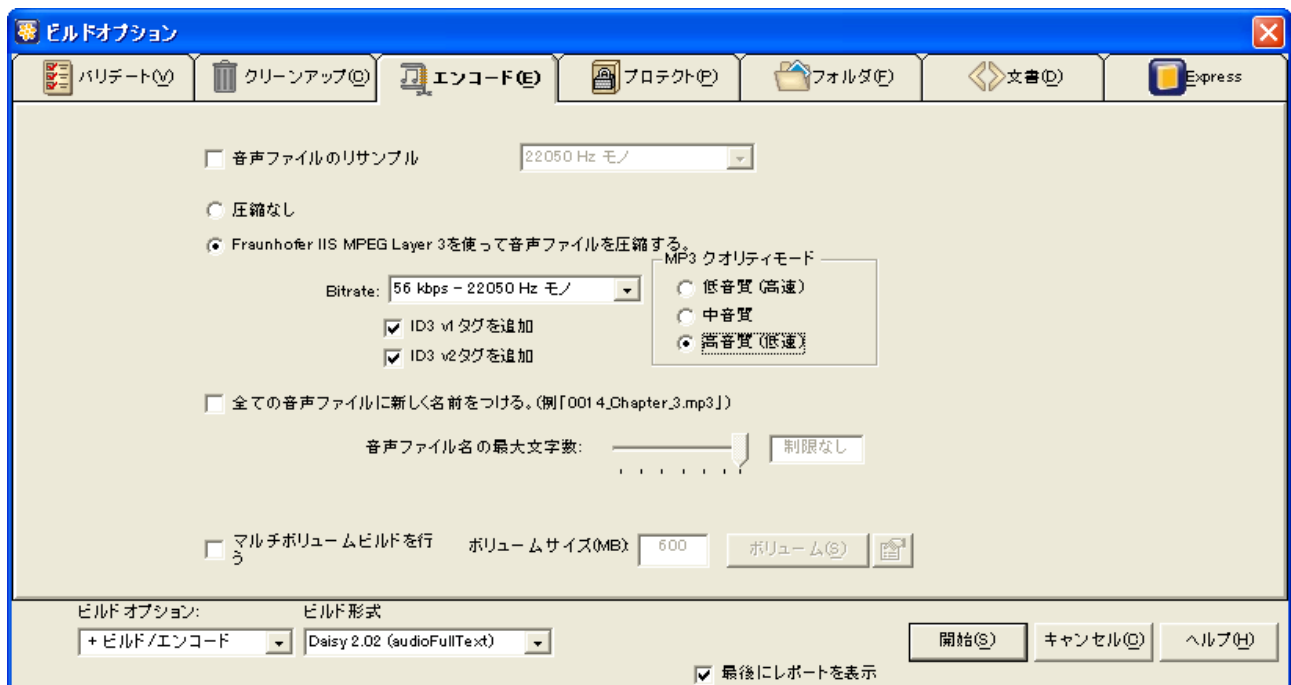 ビルドオプション
バリデート(V) クリーンアップ(C) エンコード(E) プロテクト(P) フォルダ(F) 文書(D) Express
音声ファイルのリサンプル 22050 Hz モノ
圧縮なし
Fraunhofer IIS MPEG Layer 3を使って音声ファイルを圧縮する。
MP3 クオリティモード
Bitrate: 56 kbps - 22050 Hz モノ
低音質(高速)
中音質
高音質(低速)
ID3 v1タグを追加
ID3 v2タグを追加
全ての音声ファイルに新しく名前をつける。(例「0014_Chapter_3.mp3」)
音声ファイル名の最大文字数: 制限なし
マルチボリュームビルドを行
う
ボリュームサイズ(MB): 600 ボリューム(S)
ビルドオプション: ビルド形式
+ ビルド/エンコード Daisy 2.02 (audioFullText)
開始(S) キャンセル(C) ヘルプ(H)
最後にレポートを表示